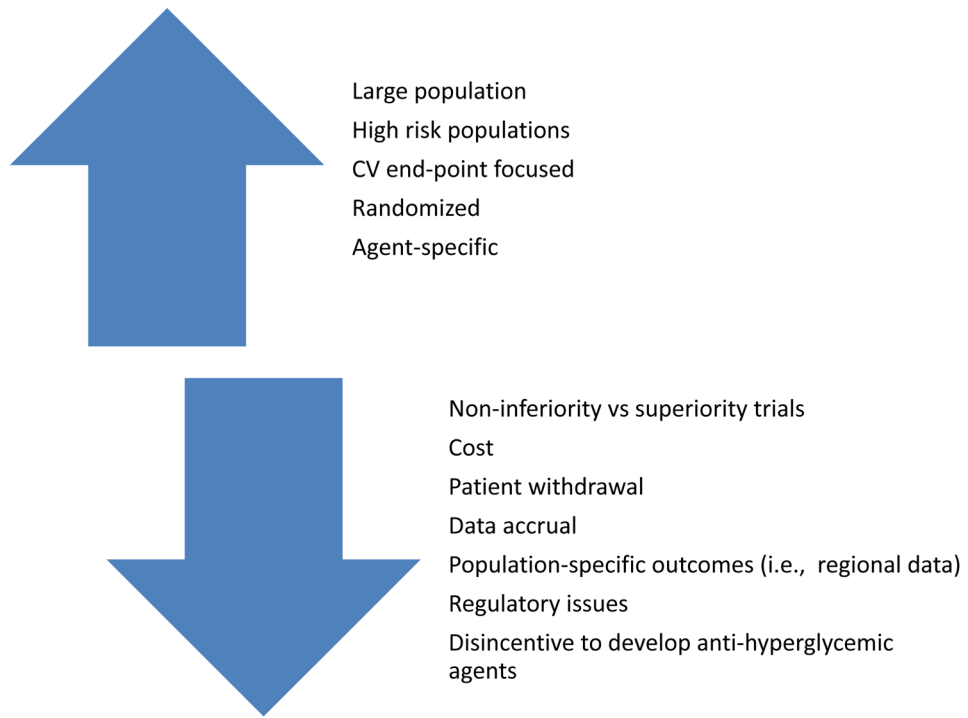 Large population
High risk populations
CV end-point focused
Randomized
Agent-specific
Non-inferiority vs superiority trials
Cost
Patient withdrawal
Data accrual
Population-specific outcomes (i.e.,  regional data)
Regulatory issues
Disincentive to develop anti-hyperglycemic
agents